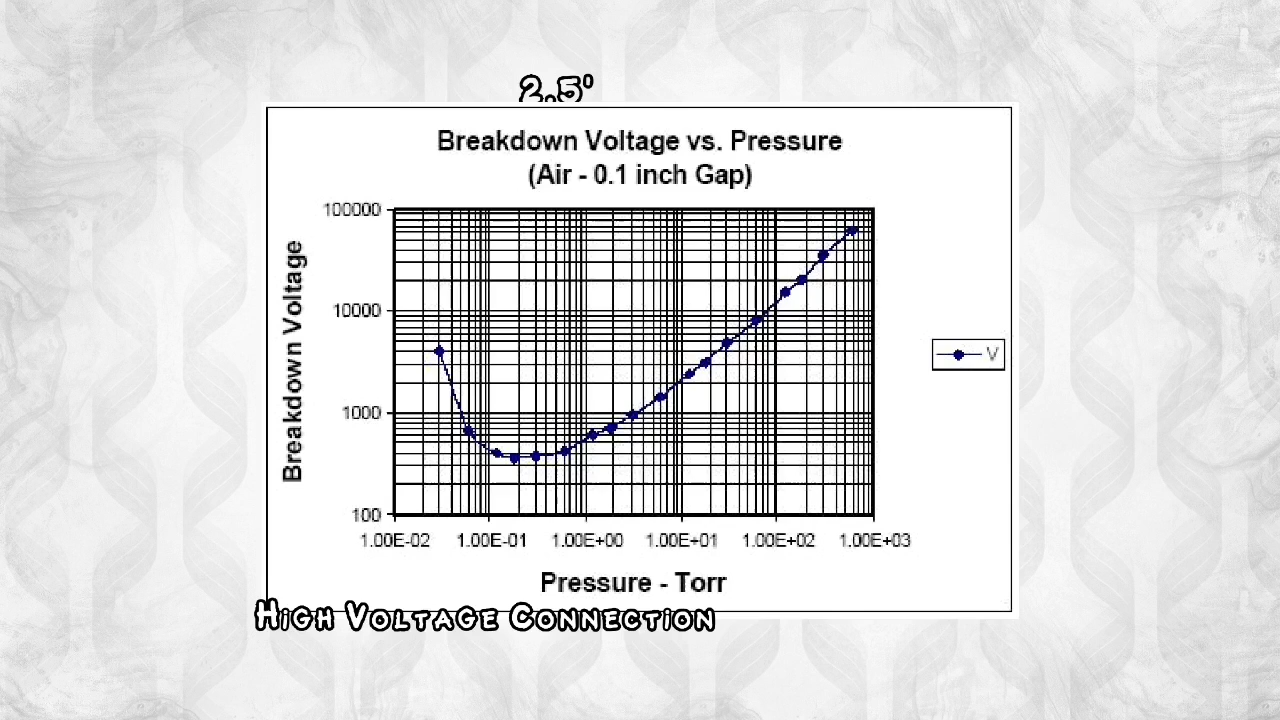 2.5º
Breakdown Voltage vs. Pressure
(Air - 0.1 inch Gap)
100000
10000
1000
100
Breakdown Voltage
1.00E-02 1.00E-01 1.00E+00 1.00E+01 1.00E+02 1.00E+03
Pressure - Torr
V
High Voltage Connection